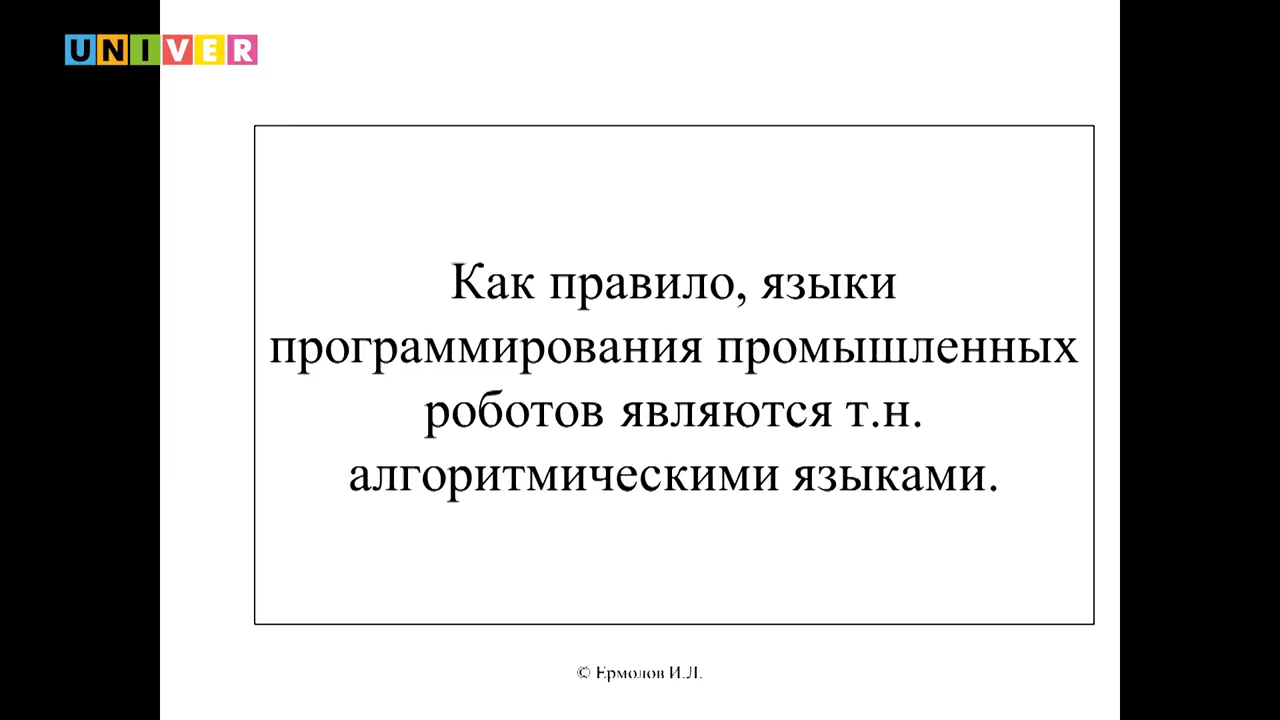 UNIVER
Как правило, языки
программирования промышленных
роботов являются т.н.
алгоритмическими языками.
© Ермолов И.Л.